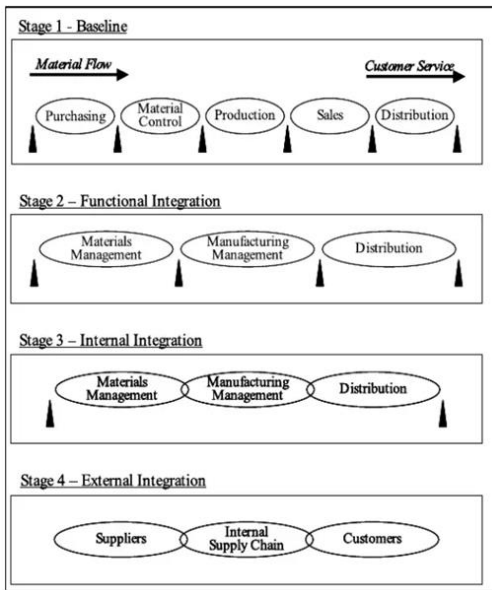 Stage 1 - Baseline
Material Flow
Customer Service
Purchasing
Material
Control
Production
Sales
Distribution
Stage 2 – Functional Integration
Materials
Management
Manufacturing
Management
Distribution
Stage 3 – Internal Integration
Materials
Management
Manufacturing
Management
Distribution
Stage 4 – External Integration
Suppliers
Internal
Supply Chain
Customers